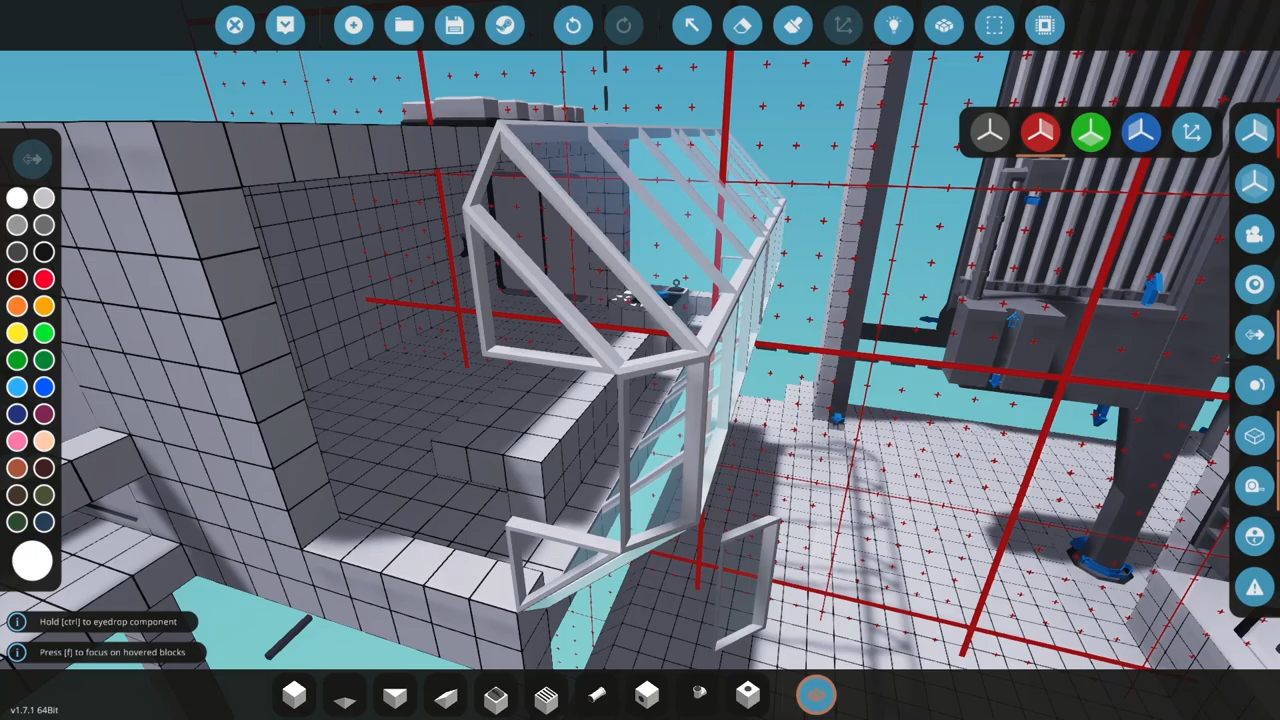 Hold [ctrl] to eyedrop component
Press [f] to focus on hovered blocks
v1.7.1 64Bit